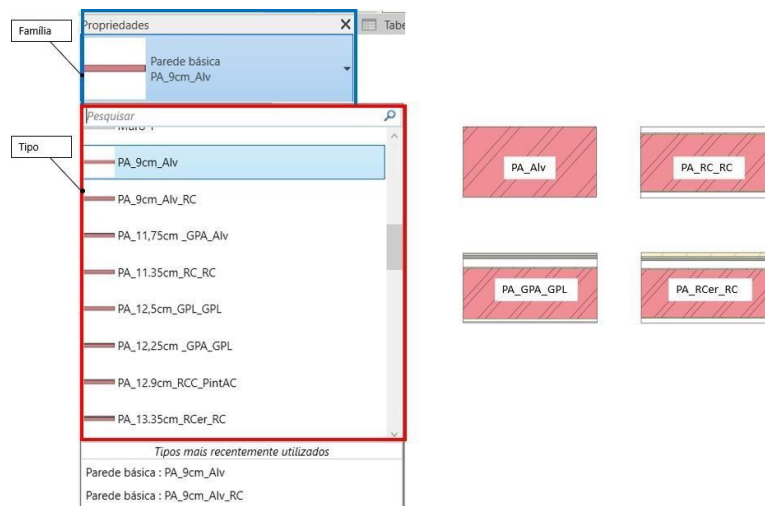 Família
Propriedades
Tabe
Parede básica
PA_9cm_Alv
Pesquisar
Tipo
PA_9cm_Alv
PA_9cm_Alv_RC
PA_11,75cm _GPA_Alv
PA_11.35cm_RC_RC
PA_12,5cm_GPL_GPL
PA_12,25cm _GPA_GPL
PA_12.9cm_RCC_PintAC
PA_13.35cm_RCer_RC
Tipos mais recentemente utilizados
Parede básica : PA_9cm_Alv
Parede básica : PA_9cm_Alv_RC
PA_Alv
PA_RC_RC
PA_GPA_GPL
PA_RCer_RC